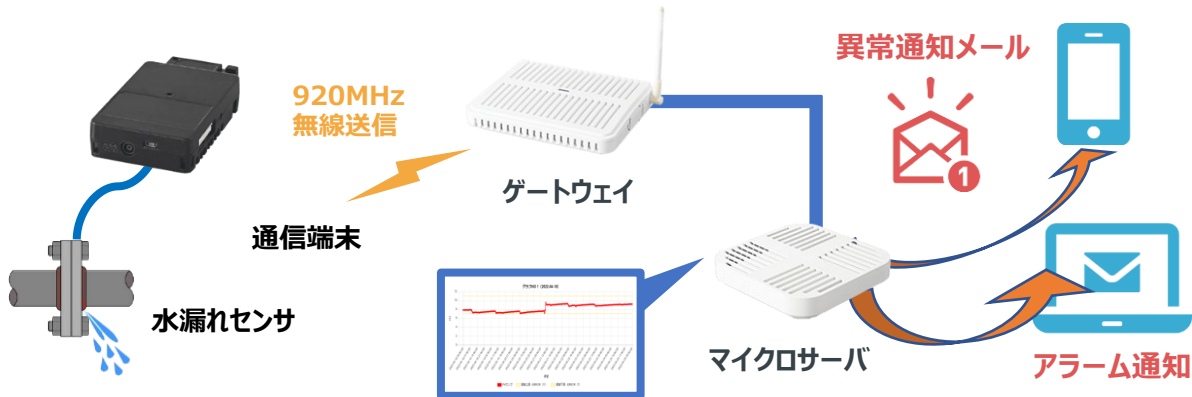 異常通知メール
920MHz
無線送信
1
ゲートウェイ
通信端末
水漏れセンサ
マイクロサーバ
アラーム通知